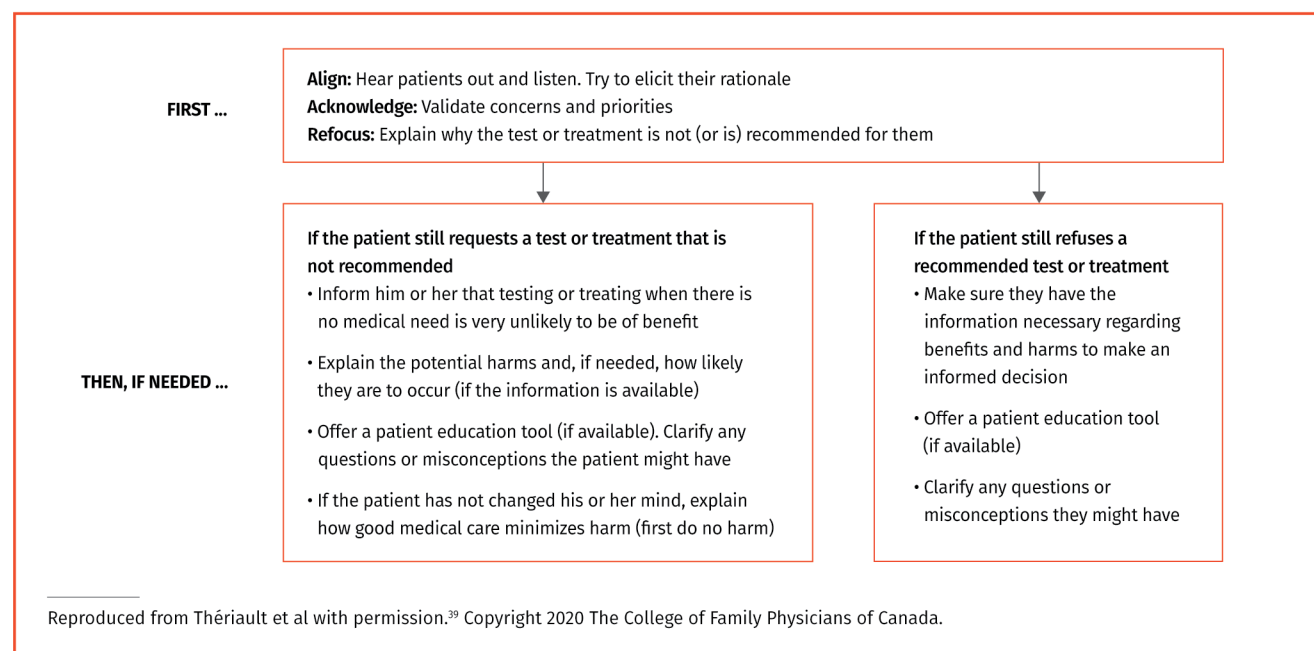 FIRST ...
Align: Hear patients out and listen. Try to elicit their rationale
Acknowledge: Validate concerns and priorities
Refocus: Explain why the test or treatment is not (or is) recommended for them
THEN, IF NEEDED ...
If the patient still requests a test or treatment that is
not recommended
• Inform him or her that testing or treating when there is
no medical need is very unlikely to be of benefit
• Explain the potential harms and, if needed, how likely
they are to occur (if the information is available)
• Offer a patient education tool (if available). Clarify any
questions or misconceptions the patient might have
• If the patient has not changed his or her mind, explain
how good medical care minimizes harm (first do no harm)
If the patient still refuses a
recommended test or treatment
• Make sure they have the
information necessary regarding
benefits and harms to make an
informed decision
• Offer a patient education tool
(if available)
• Clarify any questions or
misconceptions they might have
Reproduced from Thériault et al with permission.³⁹ Copyright 2020 The College of Family Physicians of Canada.